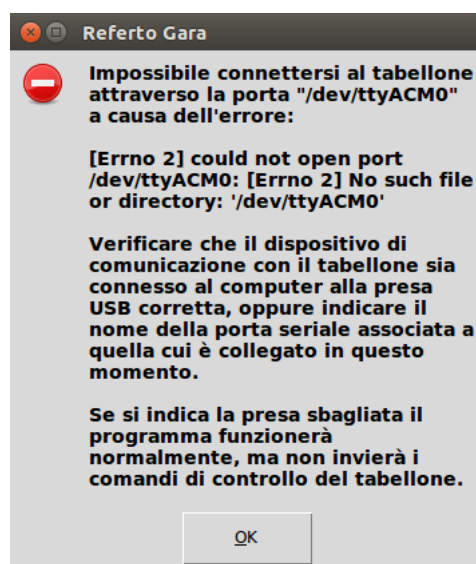 Referto Gara
Impossibile connettersi al tabellone
attraverso la porta "/dev/ttyACM0"
a causa dell'errore:
[Errno 2] could not open port
/dev/ttyACM0: [Errno 2] No such file
or directory: '/dev/ttyACM0'
Verificare che il dispositivo di
comunicazione con il tabellone sia
connesso al computer alla presa
USB corretta, oppure indicare il
nome della porta seriale associata a
quella cui è collegato in questo
momento.
Se si indica la presa sbagliata il
programma funzionerà
normalmente, ma non invierà i
comandi di controllo del tabellone.
OK